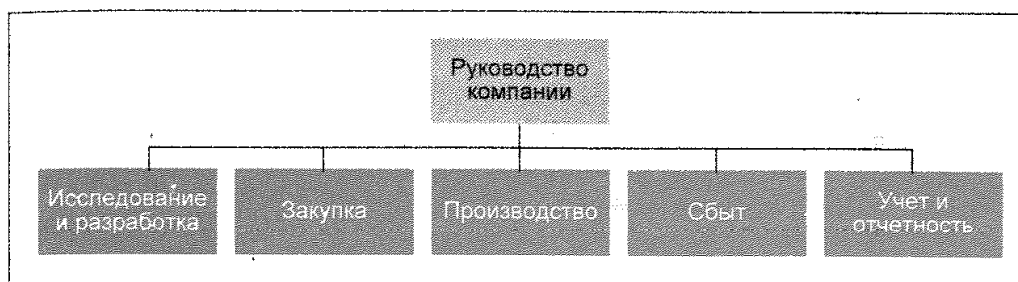 Руководство
компании
Исследование
и разработка
Закупка
Производство
Сбыт
Учет и
отчетность